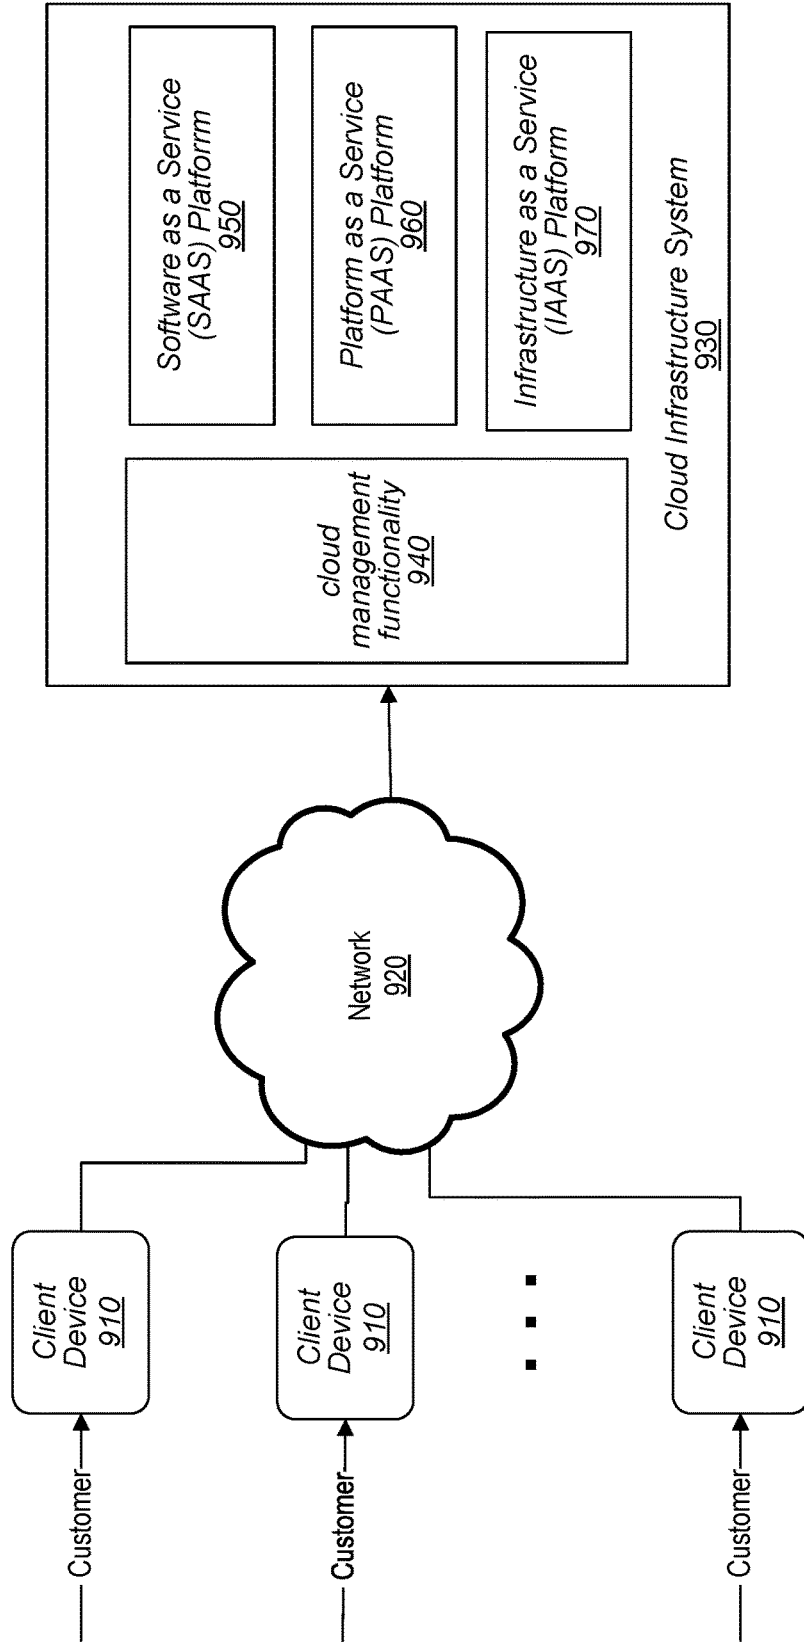 Customer
Client
Device
910
Customer
Client
Device
910
Customer
Client
Device
910
Network
920
cloud
management
functionality
940
Software as a Service
(SAAS) Platforrm
950
Platform as a Service
(PAAS) Platform
960
Infrastructure as a Service
(IAAS) Platform
970
Cloud Infrastructure System
930